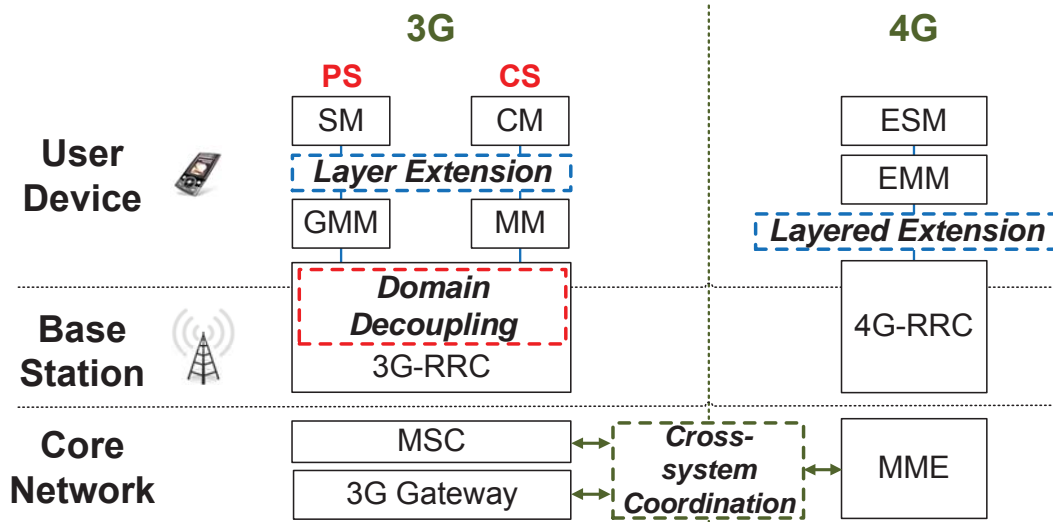 3G
4G
PS
CS
SM
CM
ESM
User
Device
Layer Extension
EMM
GMM
MM
Layered Extension
Domain
Decoupling
Base
Station
4G-RRC
3G-RRC
Core
Network
MSC
3G Gateway
Cross-
system
Coordination
MME